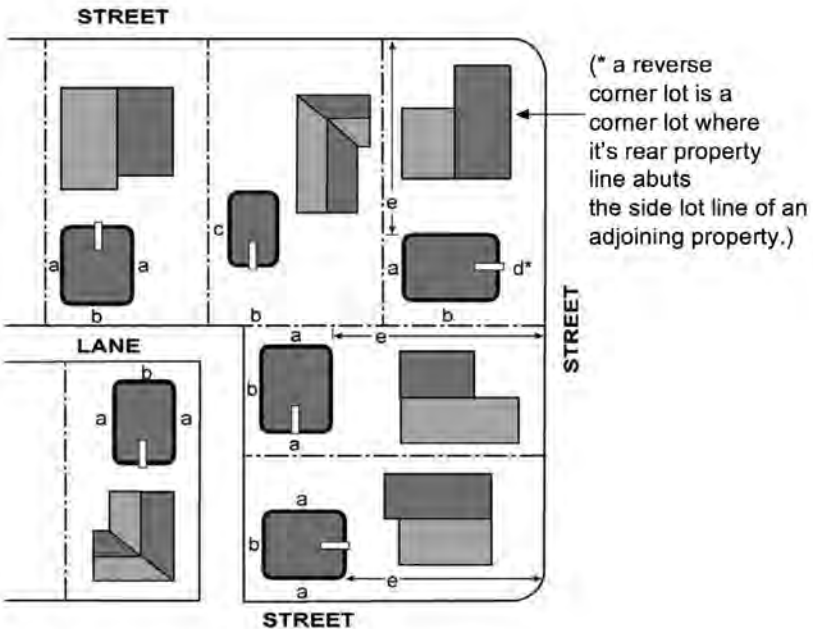 STREET
(* a reverse
corner lot is a
corner lot where
it's rear property
line abuts
the side lot line of an
adjoining property.)
e
c
a
a
a
d*
b
b
b
STREET
LANE
a
e
b
b
a
a
a
a
b
e
a
STREET